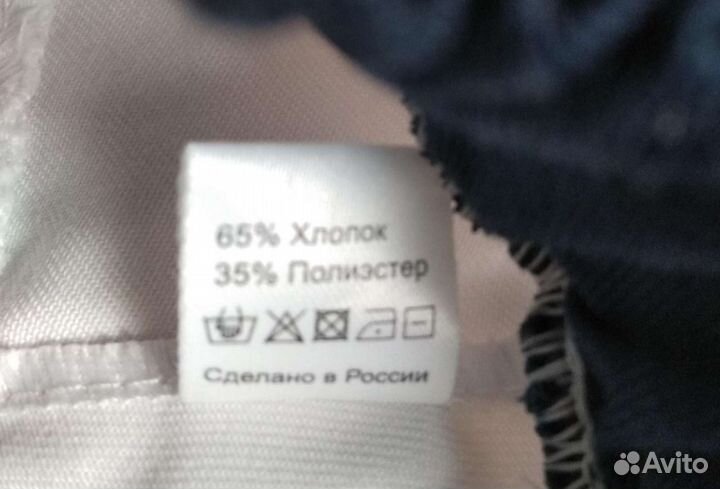 65% Хлопок
35% Полиэстер
Сделано в России
Avito